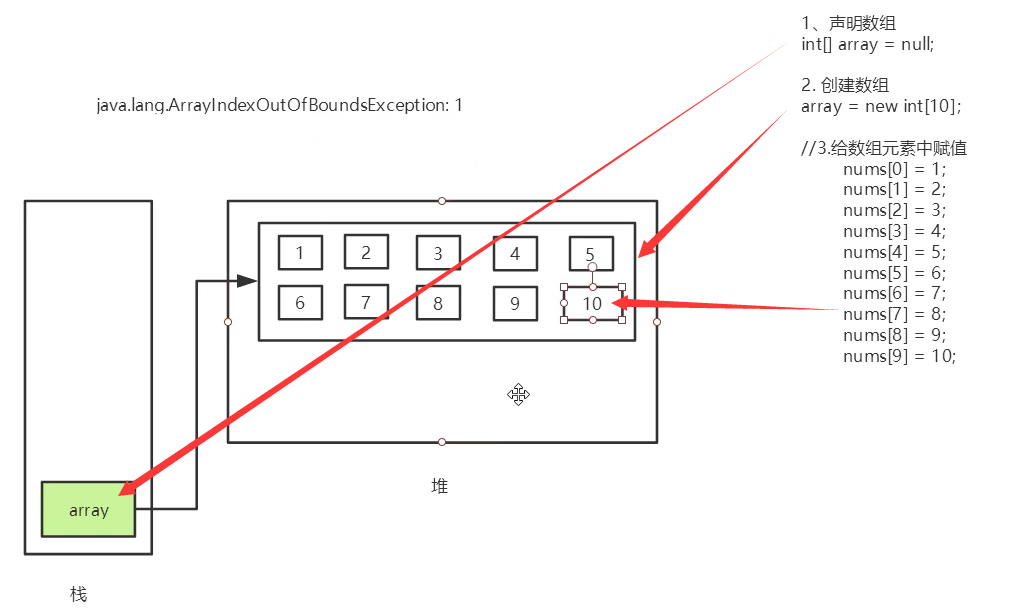 1、声明数组
int[] array = null;
2. 创建数组
array = new int[10];
java.lang.ArrayIndexOutOfBoundsException: 1
//3.给数组元素中赋值
nums[0] = 1;
nums[1] = 2;
nums[2] = 3;
nums[3] = 4;
nums[4] = 5;
nums[5] = 6;
nums[6] = 7;
nums[7] = 8;
nums[8] = 9;
nums[9] = 10;
1 2 3 4 5
6 7 8 9 10
堆
array
栈